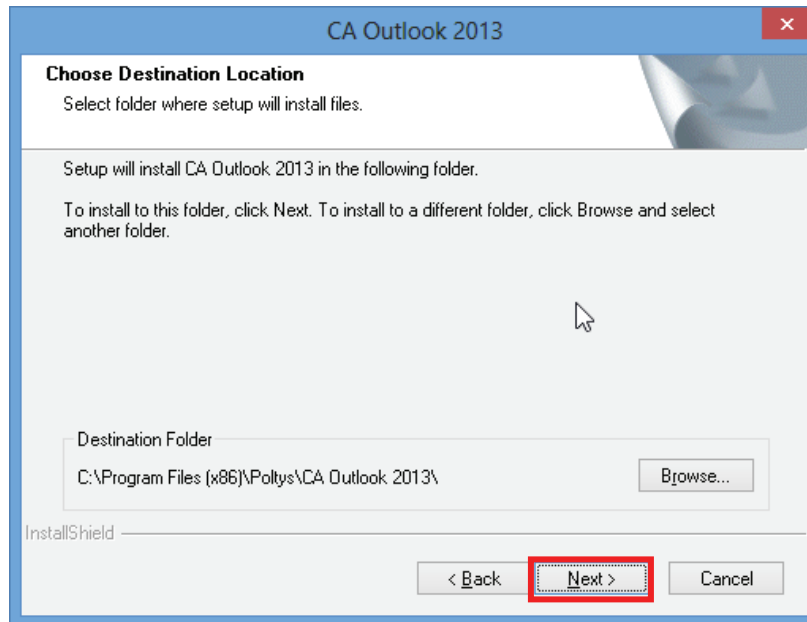 CA Outlook 2013
Choose Destination Location
Select folder where setup will install files.
Setup will install CA Outlook 2013 in the following folder.
To install to this folder, click Next. To install to a different folder, click Browse and select
another folder.
Destination Folder
C:\Program Files (x86)\Poltys\CA Outlook 2013\
Browse...
InstallShield
< Back
Next >
Cancel